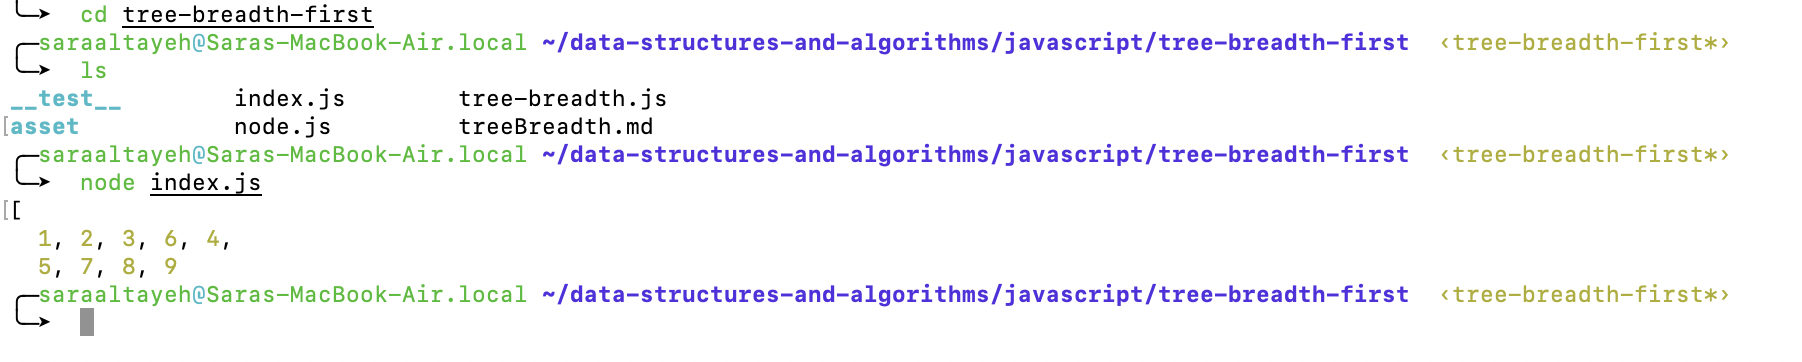 cd tree-breadth-first
saraaltayeh@Saras-MacBook-Air.local ~/data-structures-and-algorithms/javascript/tree-breadth-first ‹tree-breadth-first*›
ls
__test__ index.js tree-breadth.js
[asset node.js treeBreadth.md
saraaltayeh@Saras-MacBook-Air.local ~/data-structures-and-algorithms/javascript/tree-breadth-first ‹tree-breadth-first*›
node index.js
[[
1, 2, 3, 6, 4,
5, 7, 8, 9
saraaltayeh@Saras-MacBook-Air.local ~/data-structures-and-algorithms/javascript/tree-breadth-first ‹tree-breadth-first*›